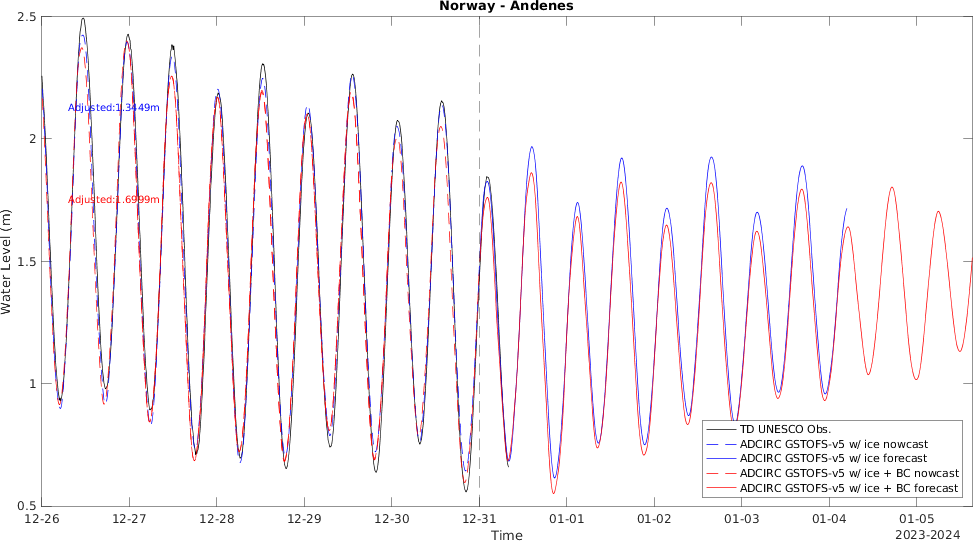 Norway - Andenes
2.5
2
1.5
1
0.5
Water Level (m)
Adjusted:1.3449m
Adjusted:1.6999m
TD UNESCO Obs.
ADCIRC GSTOFS-v5 w/ ice nowcast
ADCIRC GSTOFS-v5 w/ ice forecast
ADCIRC GSTOFS-v5 w/ ice + BC nowcast
ADCIRC GSTOFS-v5 w/ ice + BC forecast
12-26 12-27 12-28 12-29 12-30 12-31 01-01 01-02 01-03 01-04 01-05
Time
2023-2024